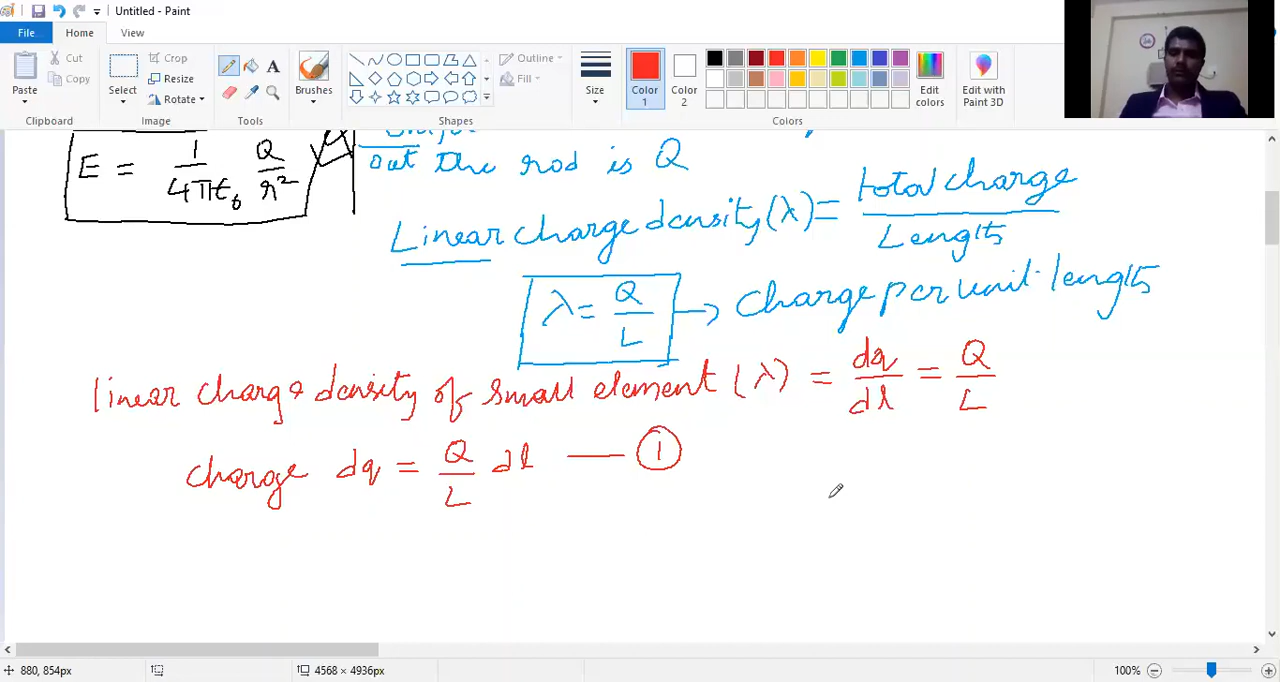 Untitled - Paint
File Home View
Paste Cut Copy Select Crop Resize Rotate Brushes Outline Fill Size Color 1 Color 2 Edit colors Edit with Paint 3D
Clipboard Image Tools Shapes Colors
E = 1/4πε₀ Q/r²
out the rod is Q
Linear charge density (λ) = total charge / Length
λ = Q/L → charge per unit length
linear charge density of small element (λ) = dq/dl = Q/L
charge dq = Q/L dl — ①
880, 854px 4568 × 4936px 100%